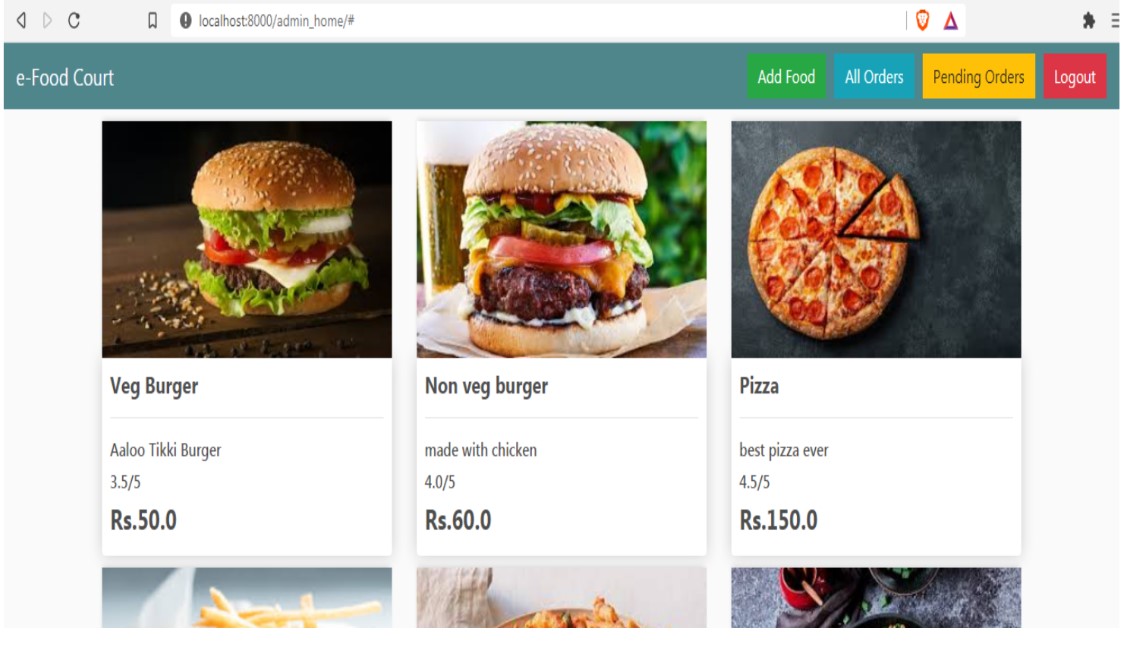 localhost:8000/admin_home/#
e-Food Court
Add Food
All Orders
Pending Orders
Logout
Veg Burger
Non veg burger
Pizza
Aaloo Tikki Burger
made with chicken
best pizza ever
3.5/5
4.0/5
4.5/5
Rs.50.0
Rs.60.0
Rs.150.0